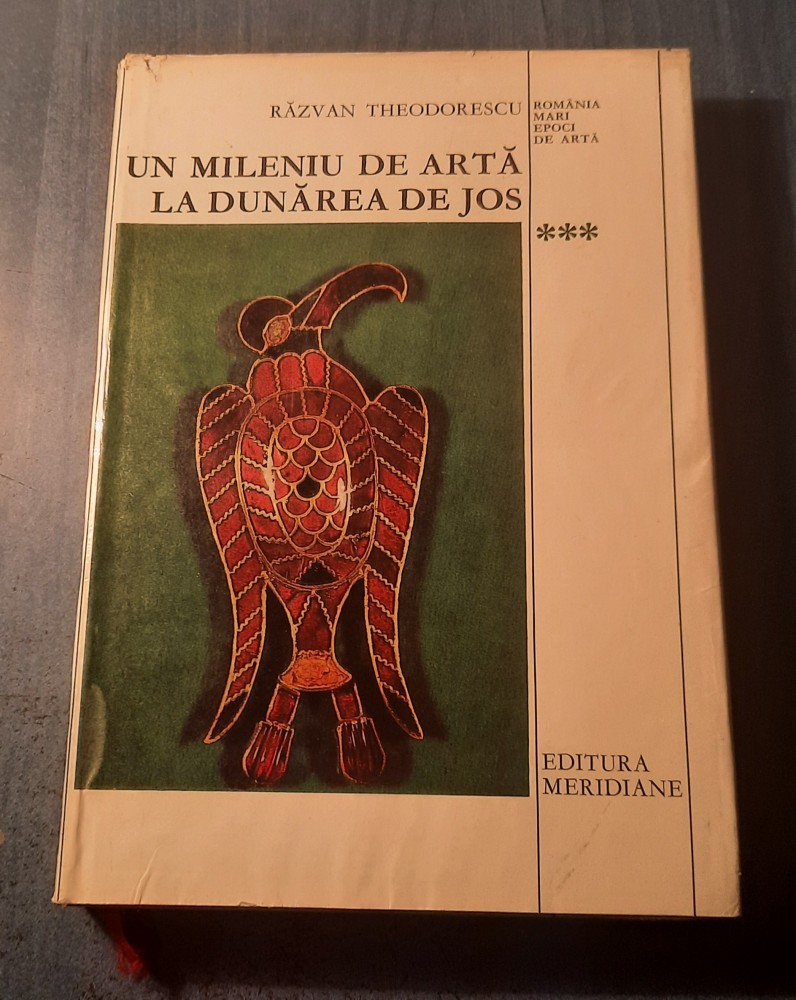 RĂZVAN THEODORESCU
UN MILENIU DE ARTĂ
LA DUNĂREA DE JOS
ROMÂNIA
MARI
EPOCI
DE ARTĂ
***
EDITURA
MERIDIANE